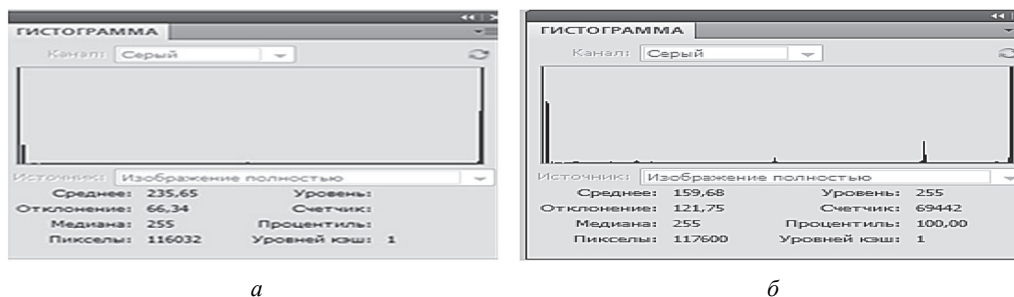 ГИСТОГРАММА
Канал: Серый
Источник: Изображение полностью
Среднее: 235,65 Уровень:
Отклонение: 66,34 Счетчик:
Медиана: 255 Процентиль:
Пикселы: 116032 Уровней кэш: 1
а
ГИСТОГРАММА
Канал: Серый
Источник: Изображение полностью
Среднее: 159,68 Уровень: 255
Отклонение: 121,75 Счетчик: 69442
Медиана: 255 Процентиль: 100,00
Пикселы: 117600 Уровней кэш: 1
б